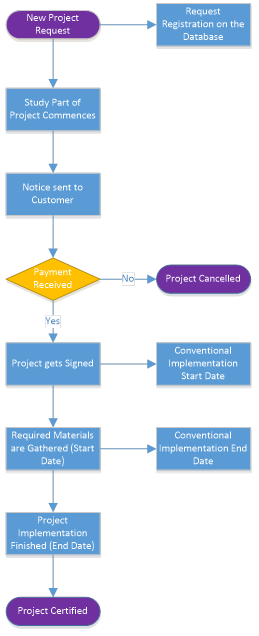 New Project
Request
Request
Registration on the
Database
Study Part of
Project Commences
Notice sent to
Customer
Payment
Received
No
Project Cancelled
Yes
Project gets Signed
Conventional
Implementation
Start Date
Required Materials
are Gathered (Start
Date)
Conventional
Implementation End
Date
Project
Implementation
Finished (End Date)
Project Certified